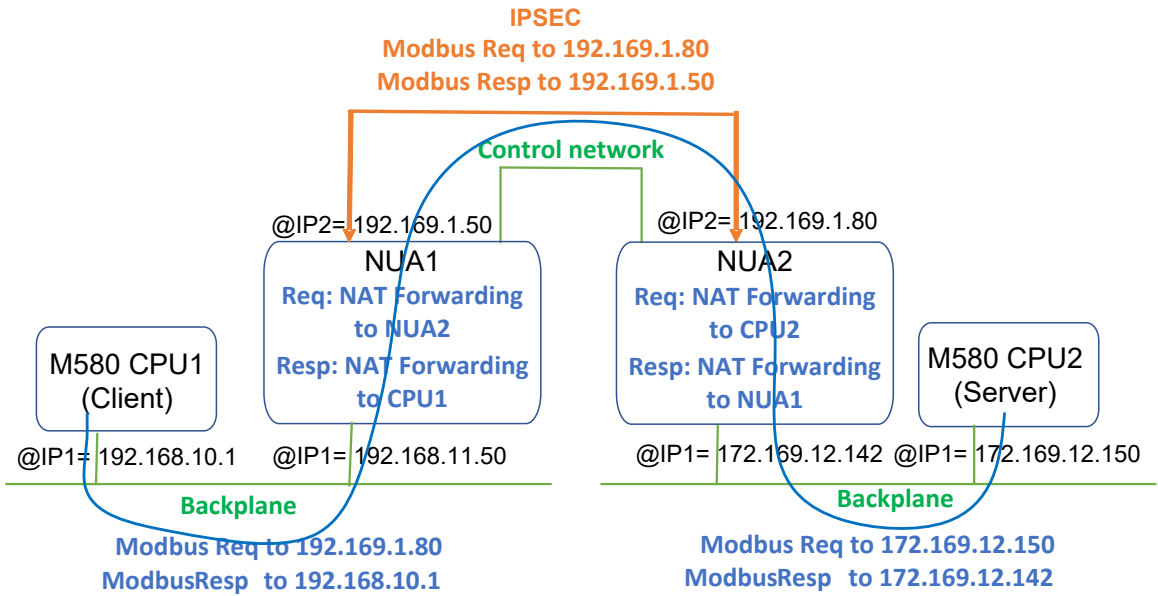 IPSEC
Modbus Req to 192.169.1.80
Modbus Resp to 192.169.1.50
Control network
@IP2= 192.169.1.50
@IP2= 192.169.1.80
NUA1
Req: NAT Forwarding
to NUA2
Resp: NAT Forwarding
to CPU1
NUA2
Req: NAT Forwarding
to CPU2
Resp: NAT Forwarding
to NUA1
M580 CPU1
(Client)
M580 CPU2
(Server)
@IP1= 192.168.10.1
@IP1= 192.168.11.50
@IP1= 172.169.12.142
@IP1= 172.169.12.150
Backplane
Backplane
Modbus Req to 192.169.1.80
ModbusResp to 192.168.10.1
Modbus Req to 172.169.12.150
ModbusResp to 172.169.12.142